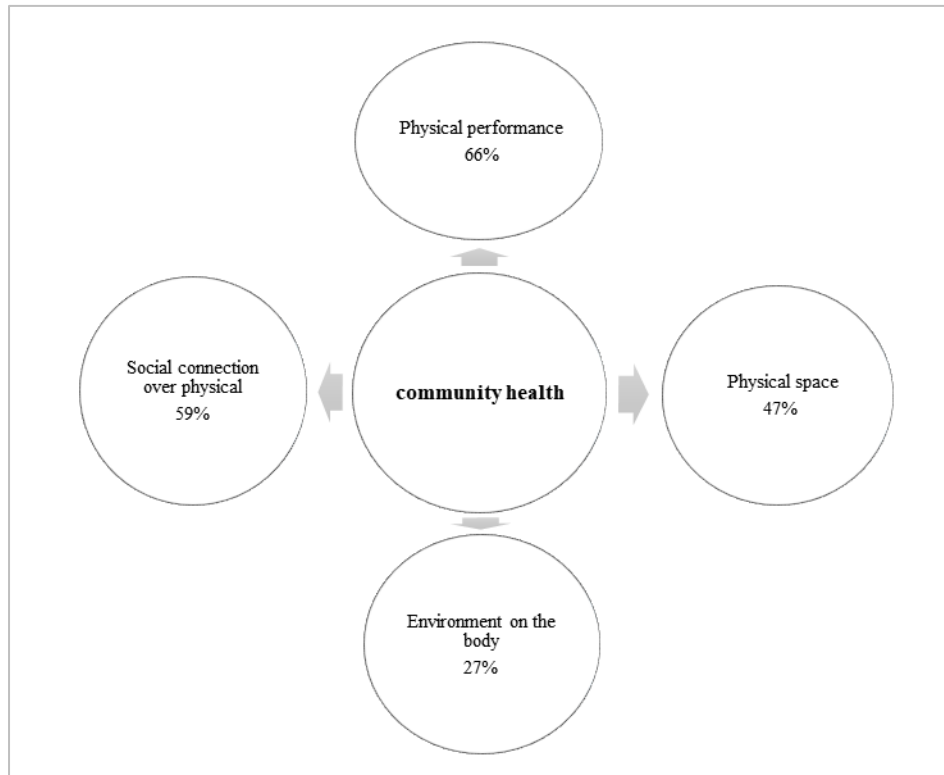 Physical performance
66%
Social connection
over physical
59%
community health
Physical space
47%
Environment on the
body
27%